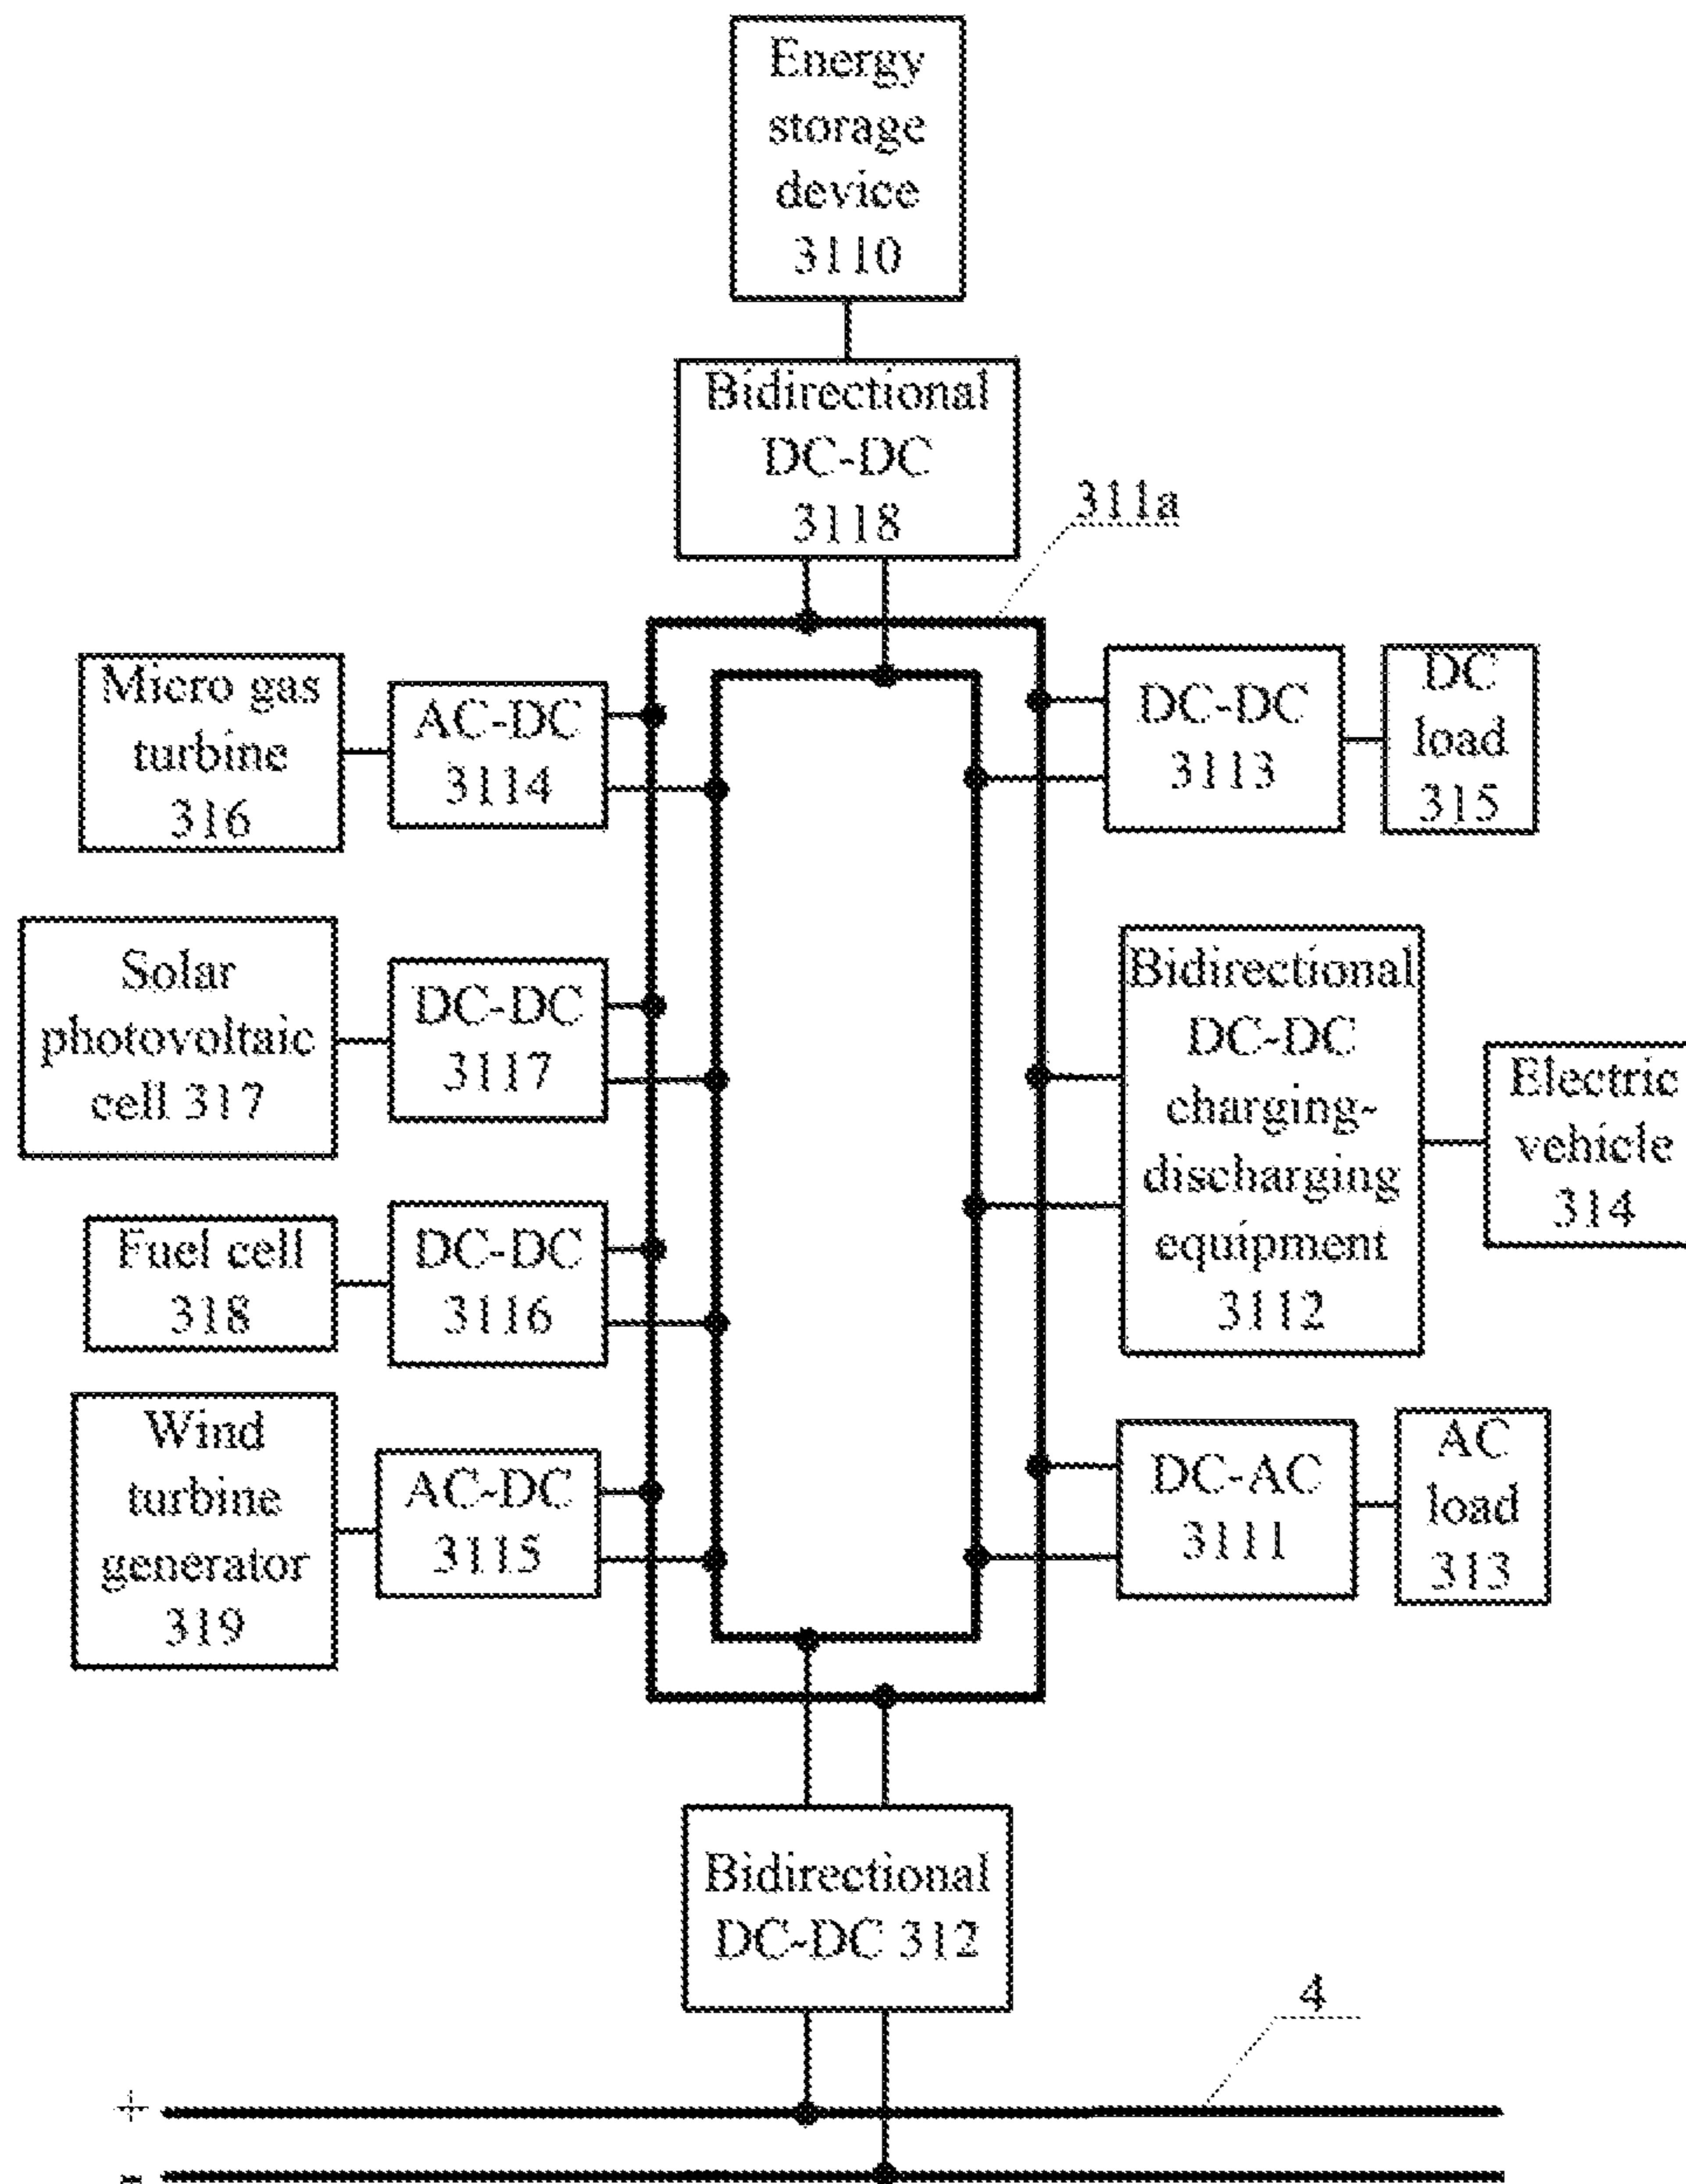 Energy
storage
device
3110
Bidirectional
DC-DC
3118
311a
Micro gas
turbine
316
AC-DC
3114
DC-DC
3113
DC
load
315
Solar
photovoltaic
cell 317
DC-DC
3117
Bidirectional
DC-DC
charging-
discharging
equipment
3112
Electric
vehicle
314
Fuel cell
318
DC-DC
3116
Wind
turbine
generator
319
AC-DC
3115
DC-AC
3111
AC
load
313
Bidirectional
DC-DC 312
4
+
-